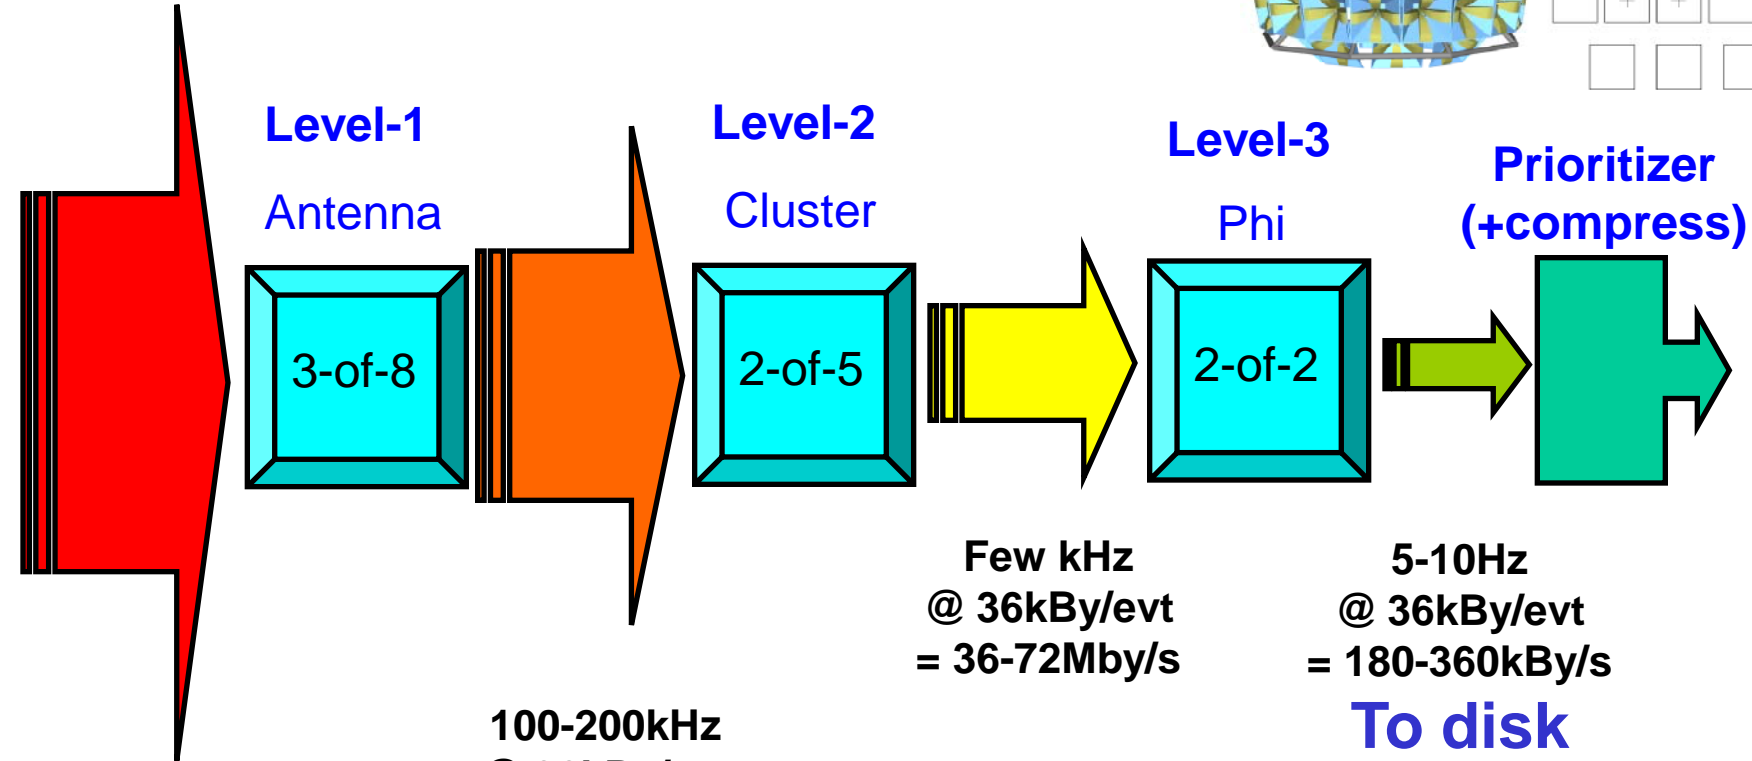 Level-1
Antenna
3-of-8
Level-2
Cluster
2-of-5
Level-3
Phi
2-of-2
Prioritizer
(+compress)
100-200kHz
Few kHz
@ 36kBy/evt
= 36-72Mby/s
5-10Hz
@ 36kBy/evt
= 180-360kBy/s
To disk